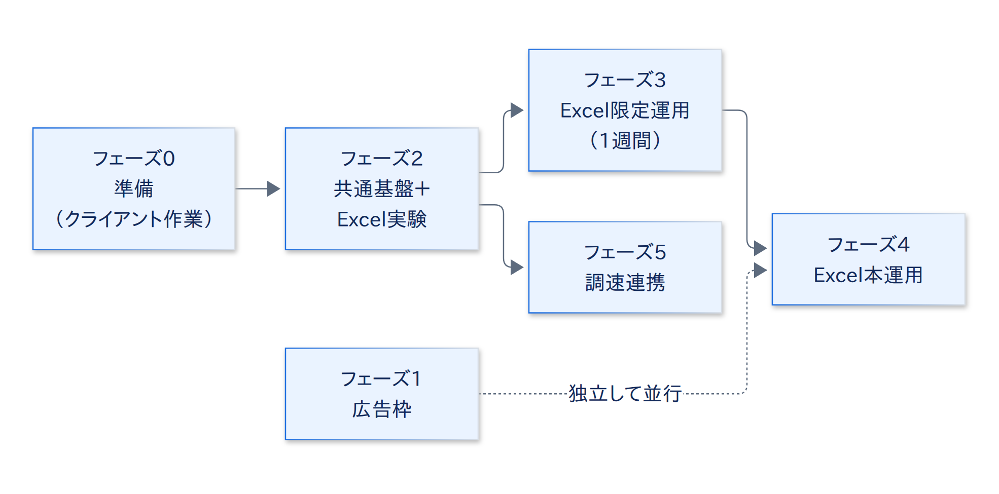 フェーズ0
準備
（クライアント作業）
フェーズ2
共通基盤＋
Excel実験
フェーズ3
Excel限定運用
（1週間）
フェーズ5
調速連携
フェーズ4
Excel本運用
フェーズ1
広告枠
独立して並行